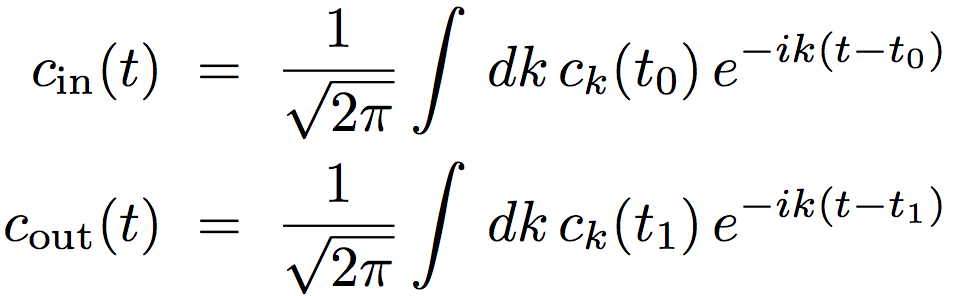 c_in(t) = 1/√2π ∫ dk c_k(t_0) e^{−ik(t−t_0)}
c_out(t) = 1/√2π ∫ dk c_k(t_1) e^{−ik(t−t_1)}